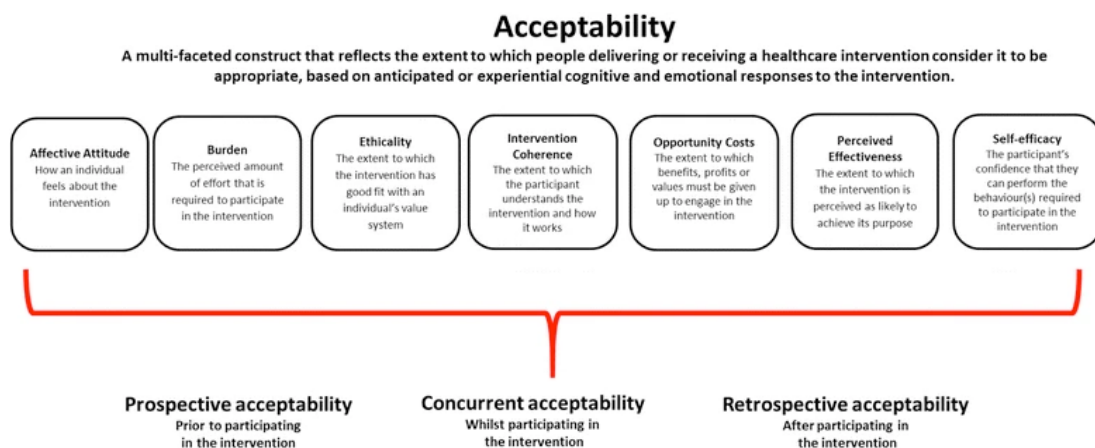 Acceptability
A multi-faceted construct that reflects the extent to which people delivering or receiving a healthcare intervention consider it to be
appropriate, based on anticipated or experiential cognitive and emotional responses to the intervention.
Affective Attitude
How an individual
feels about the
intervention
Burden
The perceived amount
of effort that is
required to participate
in the intervention
Ethicality
The extent to which
the intervention has
good fit with an
individual's value
system
Intervention
Coherence
The extent to which
the participant
understands the
intervention and how
it works
Opportunity Costs
The extent to which
benefits, profits or
values must be given
up to engage in the
intervention
Perceived
Effectiveness
The extent to which
the intervention is
perceived as likely to
achieve its purpose
Self-efficacy
The participant's
confidence that they
can perform the
behaviour(s) required
to participate in the
intervention
Prospective acceptability
Prior to participating
in the intervention
Concurrent acceptability
Whilst participating in
the intervention
Retrospective acceptability
After participating in
the intervention